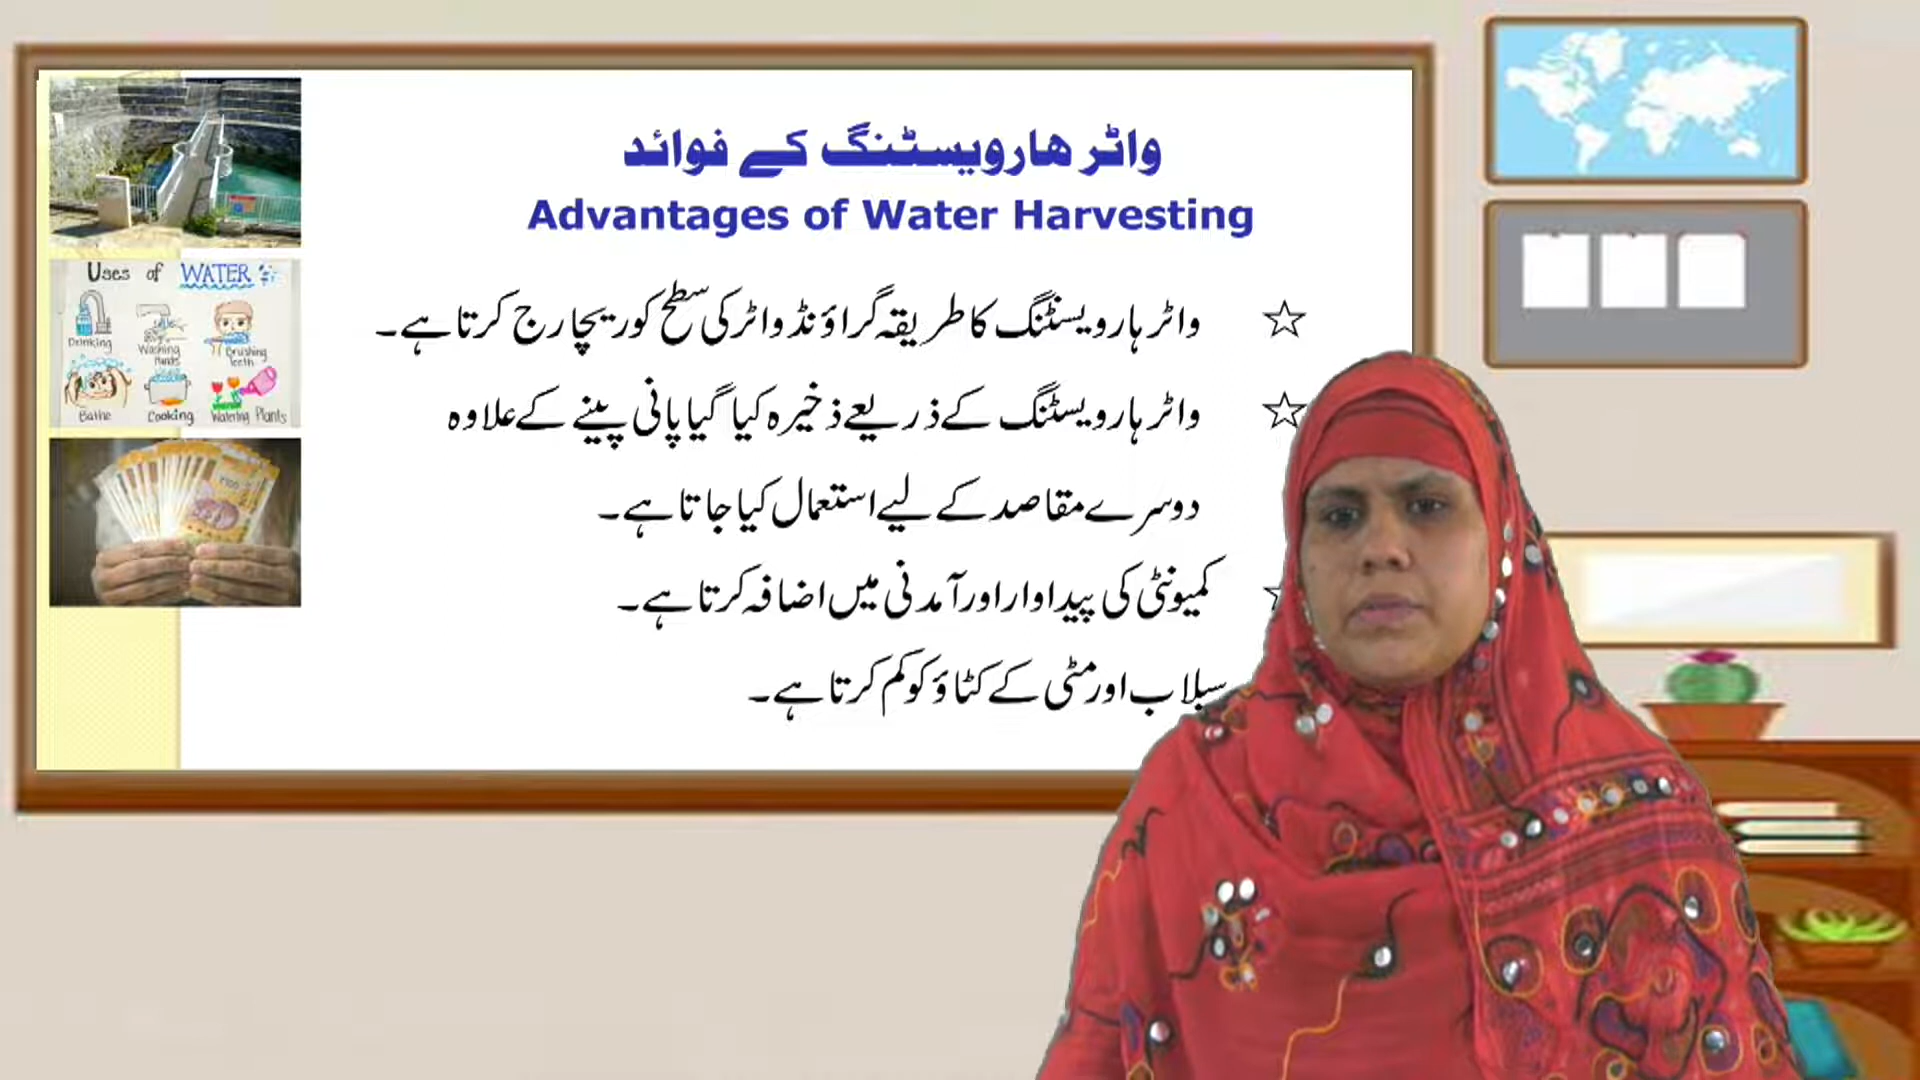 واٹر ھارویسٹنگ کے فوائد
Advantages of Water Harvesting
☆ واٹر ہارویسٹنگ کا طریقہ گراؤنڈ واٹر کی سطح کو ریچارج کرتا ہے۔
☆ واٹر ہارویسٹنگ کے ذریعے ذخیرہ کیا گیا پانی پینے کے علاوہ
دوسرے مقاصد کے لیے استعمال کیا جاتا ہے۔
☆ کمیونٹی کی پیداوار اور آمدنی میں اضافہ کرتا ہے۔
سیلاب اور مٹی کے کٹاؤ کو کم کرتا ہے۔
Uses of WATER
Drinking
Washing Hands
Brushing Teeth
Bathe
Cooking
Watering Plants